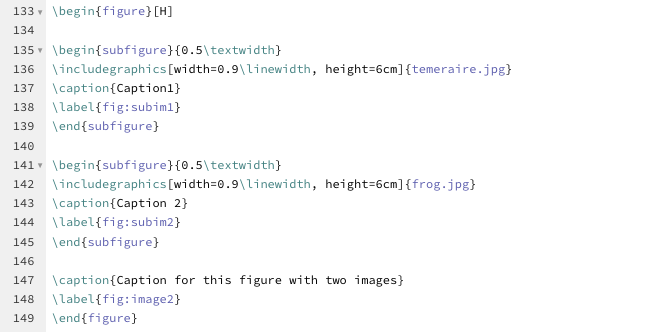 133 \begin{figure}[H]
134
135 \begin{subfigure}{0.5\textwidth}
136 \includegraphics[width=0.9\linewidth, height=6cm]{temeraire.jpg}
137 \caption{Caption1}
138 \label{fig:subim1}
139 \end{subfigure}
140
141 \begin{subfigure}{0.5\textwidth}
142 \includegraphics[width=0.9\linewidth, height=6cm]{frog.jpg}
143 \caption{Caption 2}
144 \label{fig:subim2}
145 \end{subfigure}
146
147 \caption{Caption for this figure with two images}
148 \label{fig:image2}
149 \end{figure}